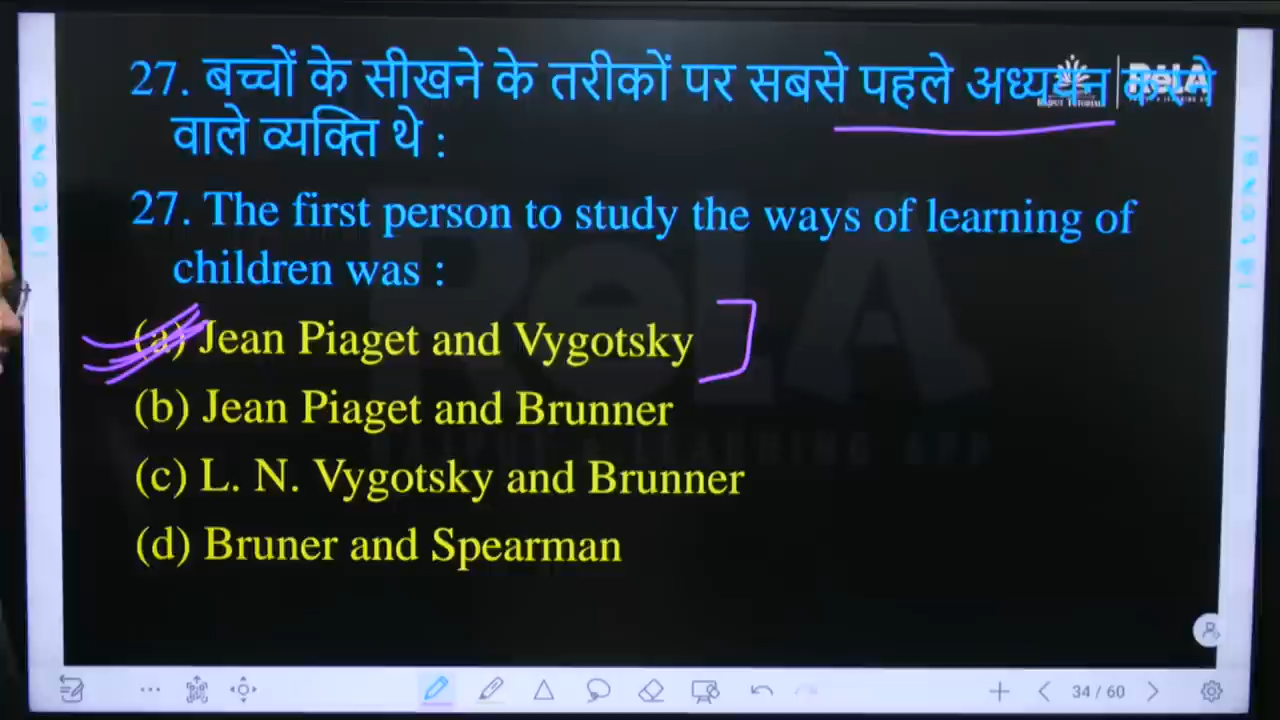 27. बच्चों के सीखने के तरीकों पर सबसे पहले अध्ययन करने
वाले व्यक्ति थे :
27. The first person to study the ways of learning of
children was :
(a) Jean Piaget and Vygotsky
(b) Jean Piaget and Brunner
(c) L. N. Vygotsky and Brunner
(d) Bruner and Spearman
34 / 60